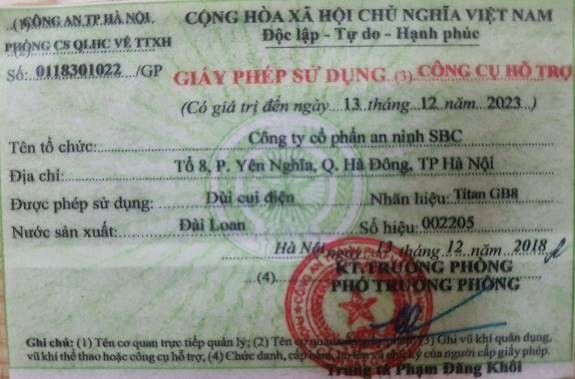 (1)CÔNG AN.TP.HÀ NỘI.
CỘNG HÒA XÃ HỘI CHỦ NGHĨA VIỆT NAM
PHÒNG CS QLHC VỀ TTXH
Độc lập - Tự do - Hạnh phúc
Số: 0118301022 /GP
GIẤY PHÉP SỬ DỤNG (3) CÔNG CỤ HỖ TRỢ
(Có giá trị đến ngày 13 tháng 12 năm 2023)
Tên tổ chức: Công ty cổ phần an ninh SBC
Địa chỉ: Tổ 8, P. Yên Nghĩa, Q. Hà Đông, TP Hà Nội
Được phép sử dụng: Dùi cui điện Nhãn hiệu: Titan GB8
Nước sản xuất: Đài Loan Số hiệu: 002205
Hà Nội ngày 13 tháng 12 năm 2018
(4) KT.TRƯỞNG PHÒNG
PHÓ TRƯỞNG PHÒNG
Ghi chú: (1) Tên cơ quan trực tiếp quản lý; (2) Tên cơ quan cấp giấy phép; (3) Ghi vũ khí quân dụng,
vũ khí thể thao hoặc công cụ hỗ trợ; (4) Chức danh, cấp bậc, họ tên và chữ ký của người cấp giấy phép.
Trung tá Phạm Đăng Khôi